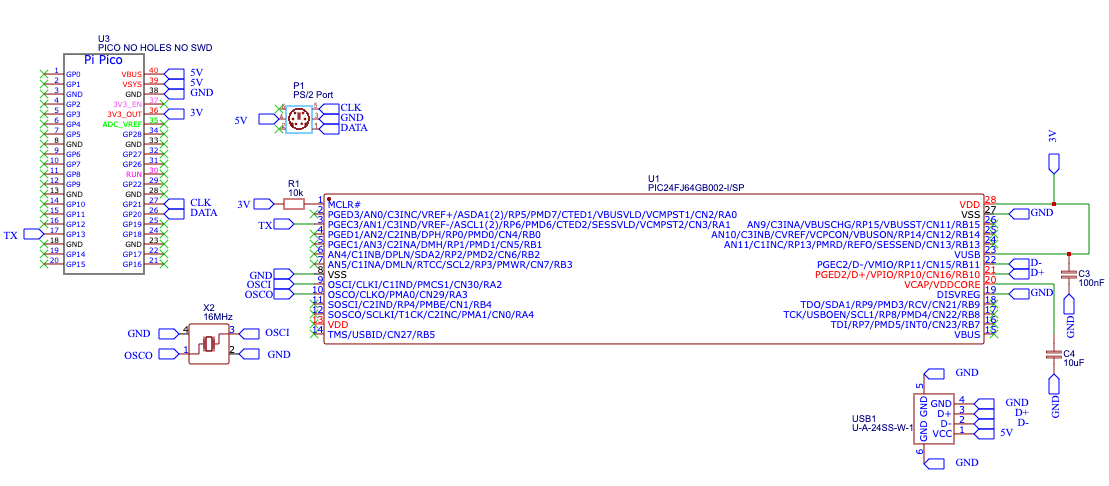 U3
PICO NO HOLES NO SWD
Pi Pico
1 GP0 VBUS 40 5V
2 GP1 VSYS 39 5V
3 GND GND 38 GND
4 GP2 3V3_EN 37
5 GP3 3V3_OUT 36 3V
6 GP4 ADC_VREF 35
7 GP5 GP28 34
8 GND GND 33
9 GP6 GP27 32
10 GP7 GP26 31
11 GP8 RUN 30
12 GP9 GP22 29
13 GND GND 28
14 GP10 GP21 27 CLK
15 GP11 GP20 26 DATA
16 GP12 GP19 25
TX 17 GP13 GP18 24
18 GND GND 23
19 GP14 GP17 22
20 GP15 GP16 21
P1
PS/2 Port
5 CLK
5V 3 GND
1 DATA
X2
16MHz
GND 4 3 OSCI
OSCO 1 2 GND
R1
10k
3V
TX
GND
OSCI
OSCO
U1
PIC24FJ64GB002-I/SP
1 MCLR# VDD 28
2 PGED3/AN0/C3INC/VREF+/ASDA1(2)/RP5/PMD7/CTED1/VBUSVLD/VCMPST1/CN2/RA0 VSS 27 GND
3 PGEC3/AN1/C3IND/VREF-/ASCL1(2)/RP6/PMD6/CTED2/SESSVLD/VCMPST2/CN3/RA1 AN9/C3INA/VBUSCHG/RP15/VBUSST/CN11/RB15 26
4 PGED1/AN2/C2INB/DPH/RP0/PMD0/CN4/RB0 AN10/C3INB/CVREF/VCPCON/VBUSON/RP14/CN12/RB14 25
5 PGEC1/AN3/C2INA/DMH/RP1/PMD1/CN5/RB1 AN11/C1INC/RP13/PMRD/REFO/SESSEND/CN13/RB13 24
6 AN4/C1INB/DPLN/SDA2/RP2/PMD2/CN6/RB2 VUSB 23
7 AN5/C1INA/DMLN/RTCC/SCL2/RP3/PMWR/CN7/RB3 PGEC2/D-/VMIO/RP11/CN15/RB11 22 D-
8 VSS PGED2/D+/VPIO/RP10/CN16/RB10 21 D+
9 OSCI/CLKI/C1IND/PMCS1/CN30/RA2 VCAP/VDDCORE 20
10 OSCO/CLKO/PMA0/CN29/RA3 DISVREG 19 GND
11 SOSCI/C2IND/RP4/PMBE/CN1/RB4 TDO/SDA1/RP9/PMD3/RCV/CN21/RB9 18
12 SOSCO/SCLKI/T1CK/C2INC/PMA1/CN0/RA4 TCK/USBOEN/SCL1/RP8/PMD4/CN22/RB8 17
13 VDD TDI/RP7/PMD5/INT0/CN23/RB7 16
14 TMS/USBID/CN27/RB5 VBUS 15
3V
C3
100nF
GND
C4
10uF
GND
USB1
U-A-24SS-W-1
5 GND
GND 4 GND
D+ 3 D+
D- 2 D-
VCC 1 5V
GND GND
6 GND